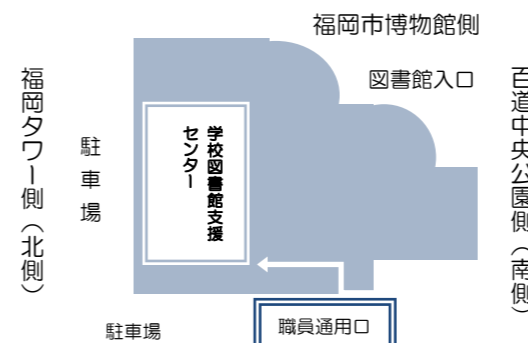 福岡市博物館側
図書館入口
百道中央公園側（南側）
福岡タワー側（北側）
駐車場
学校図書館支援
センター
駐車場
職員通用口